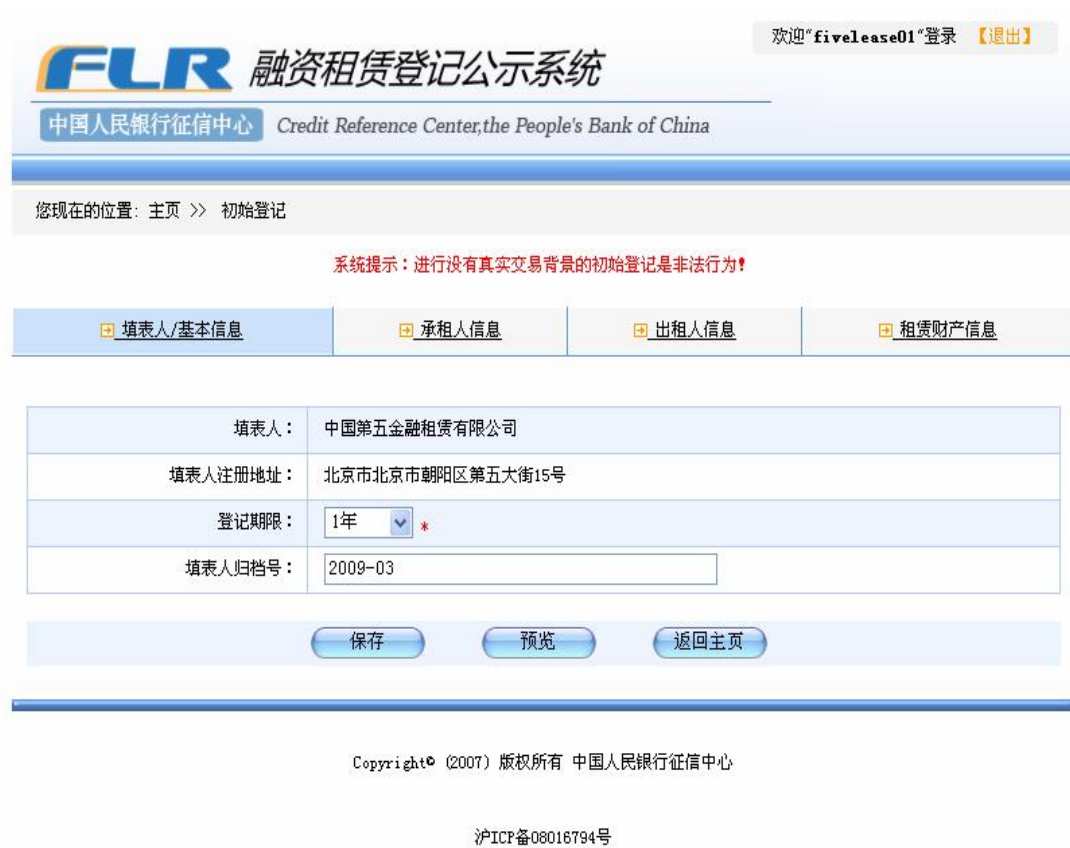 欢迎"fivelease01"登录 【退出】
FLR 融资租赁登记公示系统
中国人民银行征信中心 Credit Reference Center,the People's Bank of China
您现在的位置: 主页 >> 初始登记
系统提示：进行没有真实交易背景的初始登记是非法行为！
填表人/基本信息 承租人信息 出租人信息 租赁财产信息
填表人： 中国第五金融租赁有限公司
填表人注册地址： 北京市北京市朝阳区第五大街15号
登记期限： 1年 *
填表人归档号： 2009-03
保存 预览 返回主页
Copyright© (2007) 版权所有 中国人民银行征信中心
沪ICP备08016794号